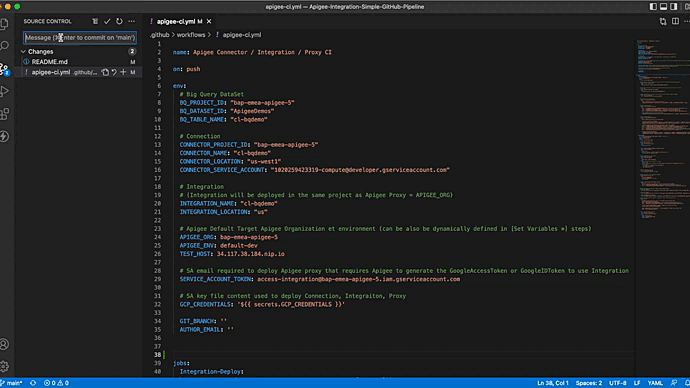 apigee-ci.yml — Apigee-Integration-Simple-GitHub-Pipeline
SOURCE CONTROL
apigee-ci.yml M
.github > workflows > apigee-ci.yml
Changes 2
README.md M
apigee-ci.yml .github/... M
1
2 name: Apigee Connector / Integration / Proxy CI
3
4 on: push
5
6 env:
7 # Big Query DataSet
8 BQ_PROJECT_ID: "bap-emea-apigee-5"
9 BQ_DATASET_ID: "ApigeeDemos"
10 BQ_TABLE_NAME: "cl-bqdemo"
11
12 # Connection
13 CONNECTOR_PROJECT_ID: "bap-emea-apigee-5"
14 CONNECTOR_NAME: "cl-bqdemo"
15 CONNECTOR_LOCATION: "us-west1"
16 CONNECTOR_SERVICE_ACCOUNT: "1020259423319-compute@developer.gserviceaccount.com"
17
18 # Integration
19 # (Integration will be deployed in the same project as Apigee Proxy = APIGEE_ORG)
20 INTEGRATION_NAME: "cl-bqdemo"
21 INTEGRATION_LOCATION: "us"
22
23 # Apigee Default Target Apigee Organization et environment (can also be dynamically defined in [Set Variables *] steps)
24 APIGEE_ORG: bap-emea-apigee-5
25 APIGEE_ENV: default-dev
26 TEST_HOST: 34.117.38.184.nip.io
27
28 # SA email required to deploy Apigee proxy that requires Apigee to generate the GoogleAccessToken or GoogleIDToken to use Integration
29 SERVICE_ACCOUNT_TOKEN: access-integration@bap-emea-apigee-5.iam.gserviceaccount.com
30
31 # SA key file content used to deploy Connection, Integraiton, Proxy
32 GCP_CREDENTIALS: '${{ secrets.GCP_CREDENTIALS }}'
33
34 GIT_BRANCH: ''
35 AUTHOR_EMAIL: ''
36
37
38
39 jobs:
40 Integration-Deploy:
main* 0 0 Ln 38, Col 1 Spaces: 2 UTF-8 LF YAML